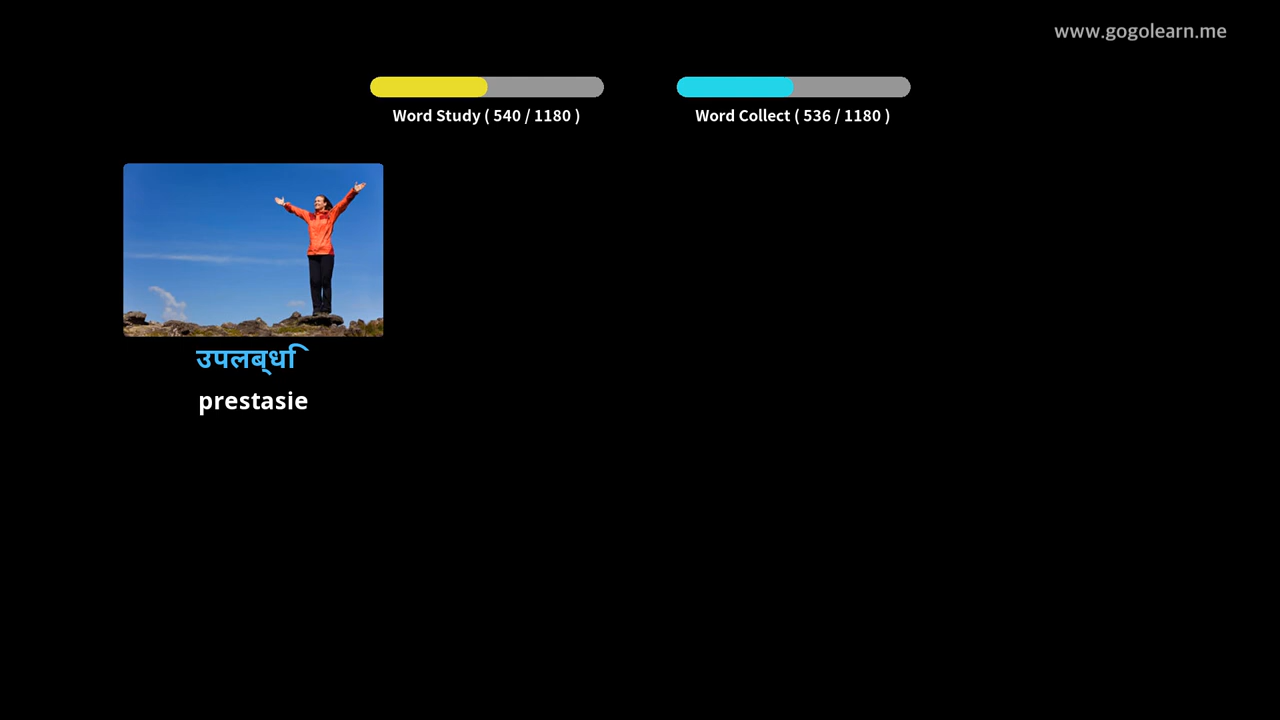 www.gogolearn.me
Word Study ( 540 / 1180 )
Word Collect ( 536 / 1180 )
उपलब्धि
prestasie